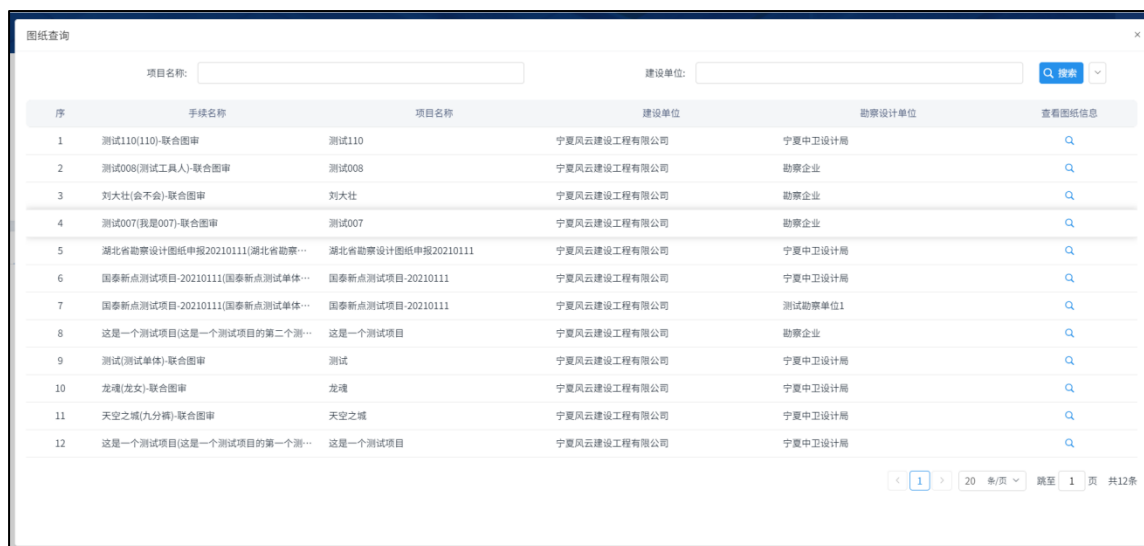 图纸查询 ×
项目名称: 建设单位: 搜索
序 手续名称 项目名称 建设单位 勘察设计单位 查看图纸信息
1 测试110(110)-联合图审 测试110 宁夏风云建设工程有限公司 宁夏中卫设计局
2 测试008(测试工具人)-联合图审 测试008 宁夏风云建设工程有限公司 勘察企业
3 刘大壮(会不会)-联合图审 刘大壮 宁夏风云建设工程有限公司 勘察企业
4 测试007(我是007)-联合图审 测试007 宁夏风云建设工程有限公司 勘察企业
5 湖北省勘察设计图纸申报20210111(湖北省勘察… 湖北省勘察设计图纸申报20210111 宁夏风云建设工程有限公司 宁夏中卫设计局
6 国泰新点测试项目-20210111(国泰新点测试单体… 国泰新点测试项目-20210111 宁夏风云建设工程有限公司 宁夏中卫设计局
7 国泰新点测试项目-20210111(国泰新点测试单体… 国泰新点测试项目-20210111 宁夏风云建设工程有限公司 测试勘察单位1
8 这是一个测试项目(这是一个测试项目的第二个测… 这是一个测试项目 宁夏风云建设工程有限公司 勘察企业
9 测试(测试单体)-联合图审 测试 宁夏风云建设工程有限公司 宁夏中卫设计局
10 龙魂(龙女)-联合图审 龙魂 宁夏风云建设工程有限公司 宁夏中卫设计局
11 天空之城(九分裤)-联合图审 天空之城 宁夏风云建设工程有限公司 宁夏中卫设计局
12 这是一个测试项目(这是一个测试项目的第一个测… 这是一个测试项目 宁夏风云建设工程有限公司 宁夏中卫设计局
1 20 条/页 跳至 1 页 共12条